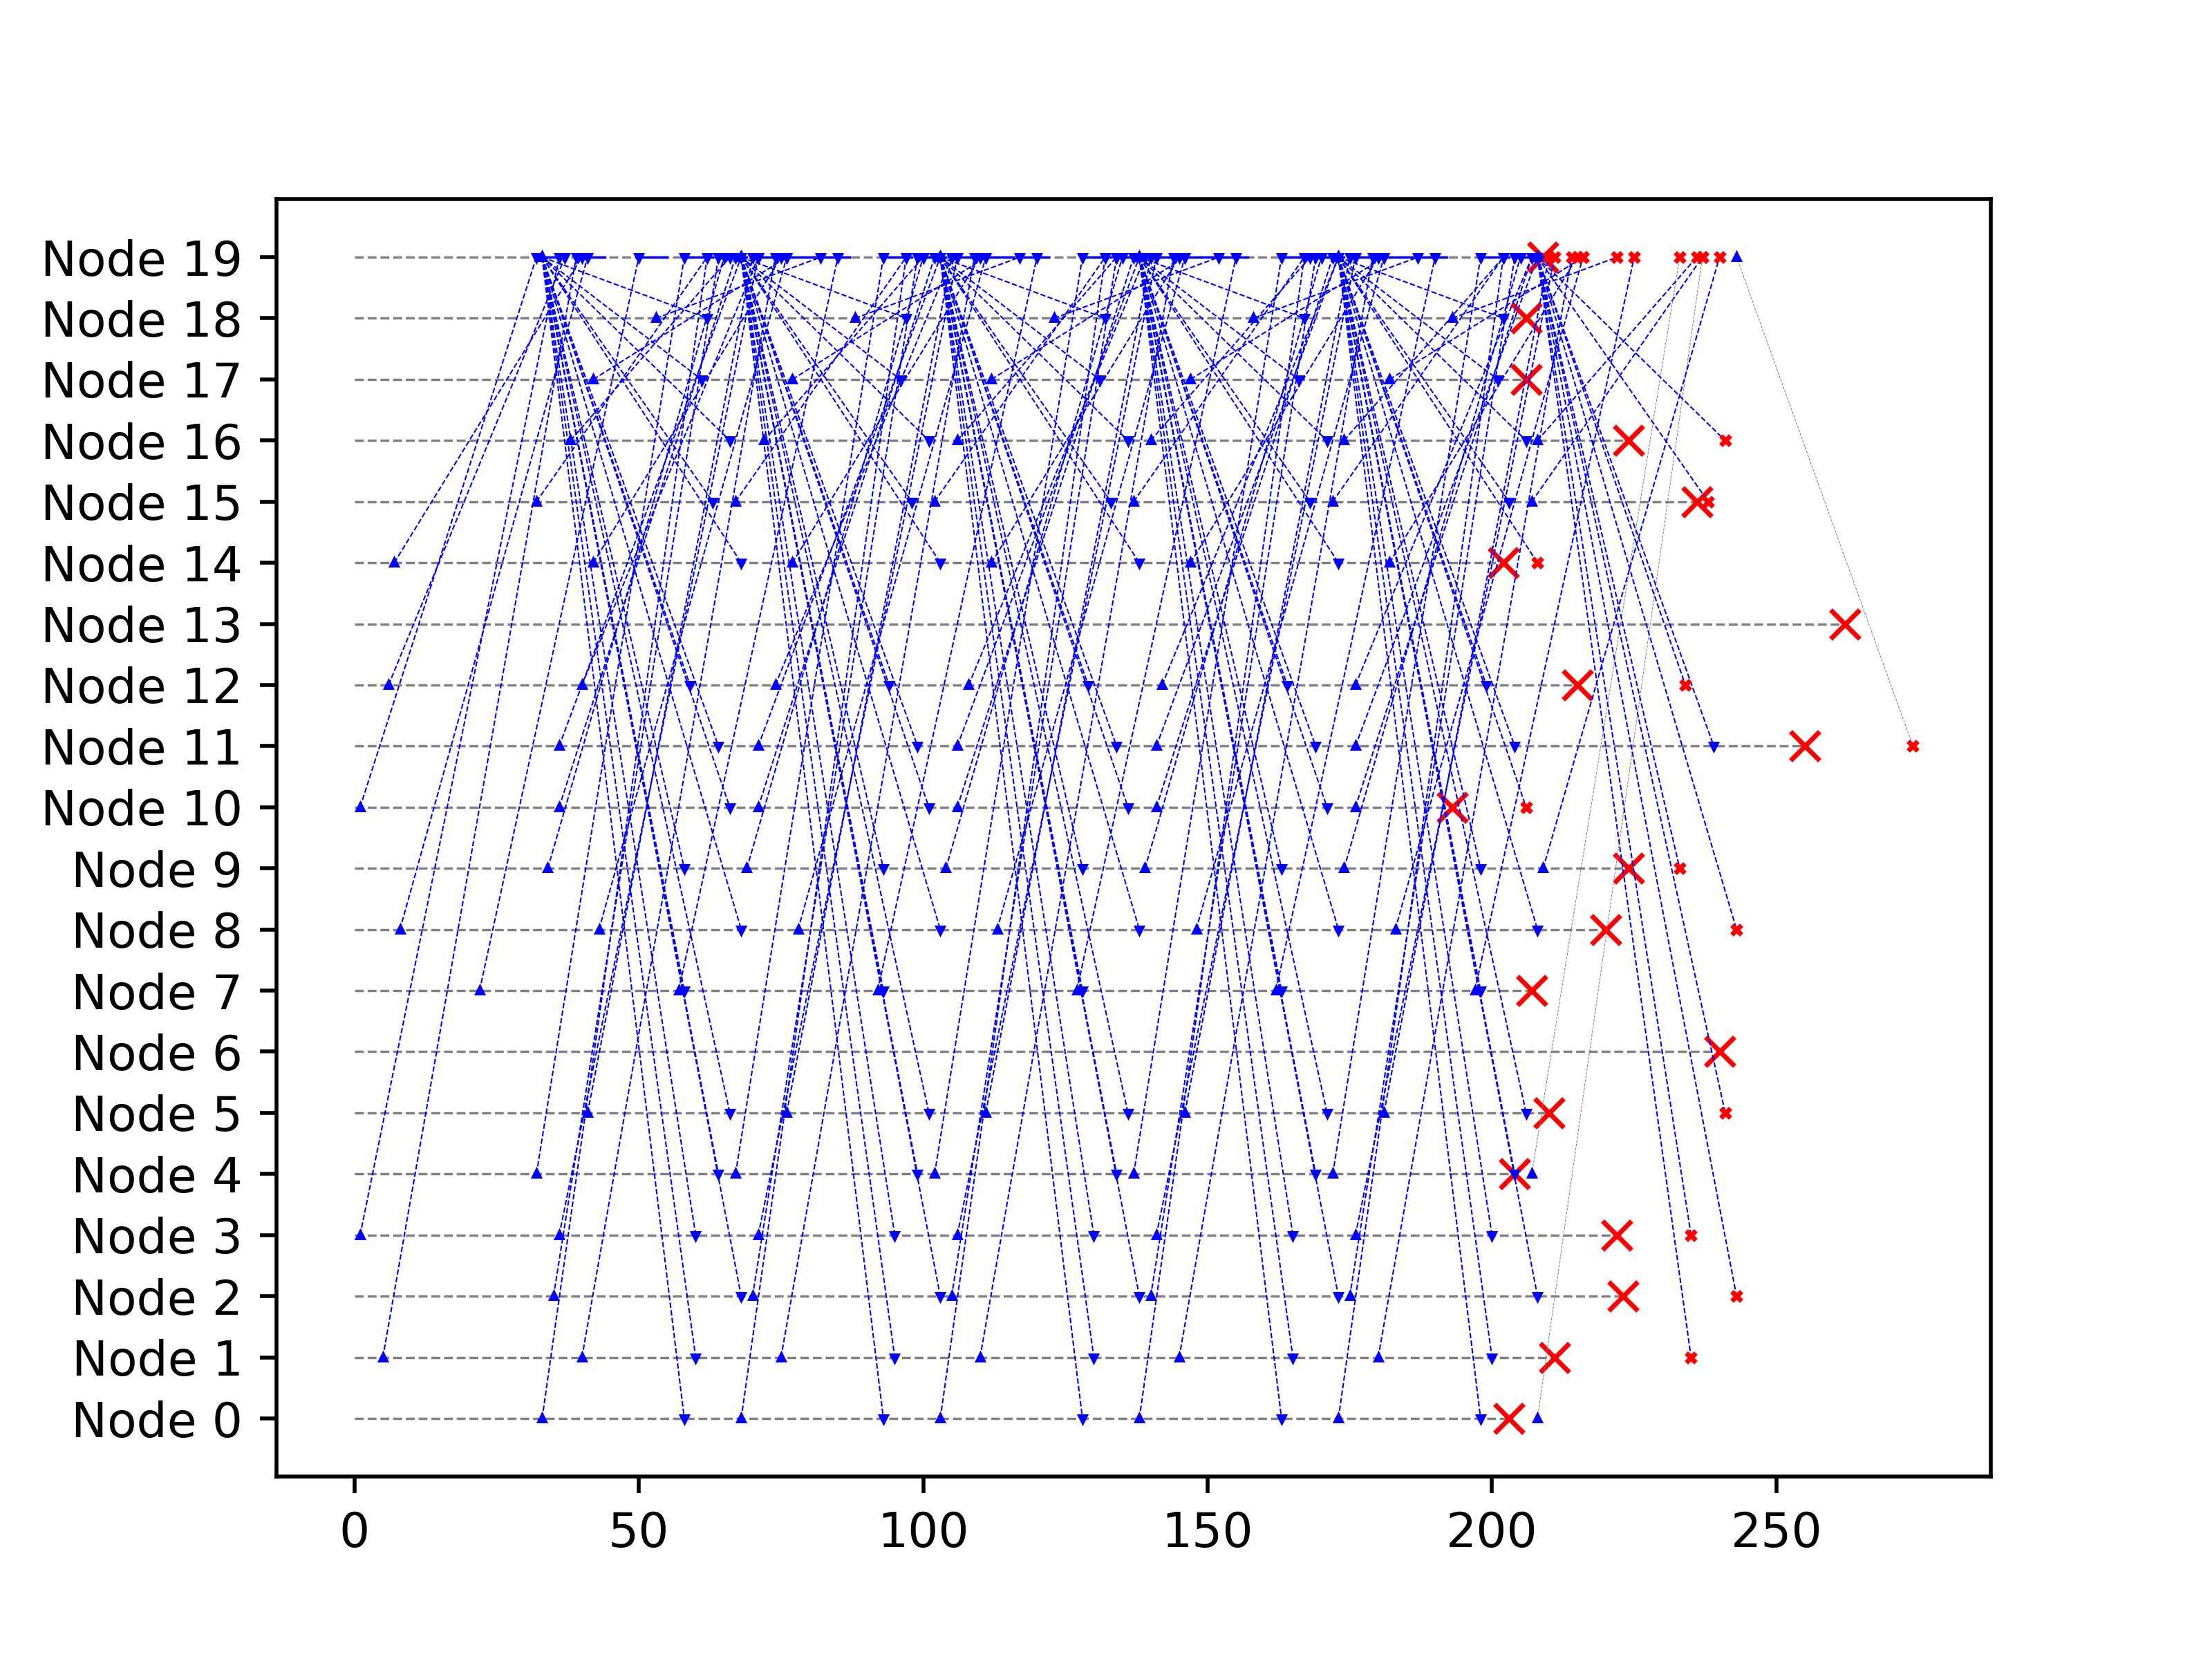 Node 19
Node 18
Node 17
Node 16
Node 15
Node 14
Node 13
Node 12
Node 11
Node 10
Node 9
Node 8
Node 7
Node 6
Node 5
Node 4
Node 3
Node 2
Node 1
Node 0
0 50 100 150 200 250